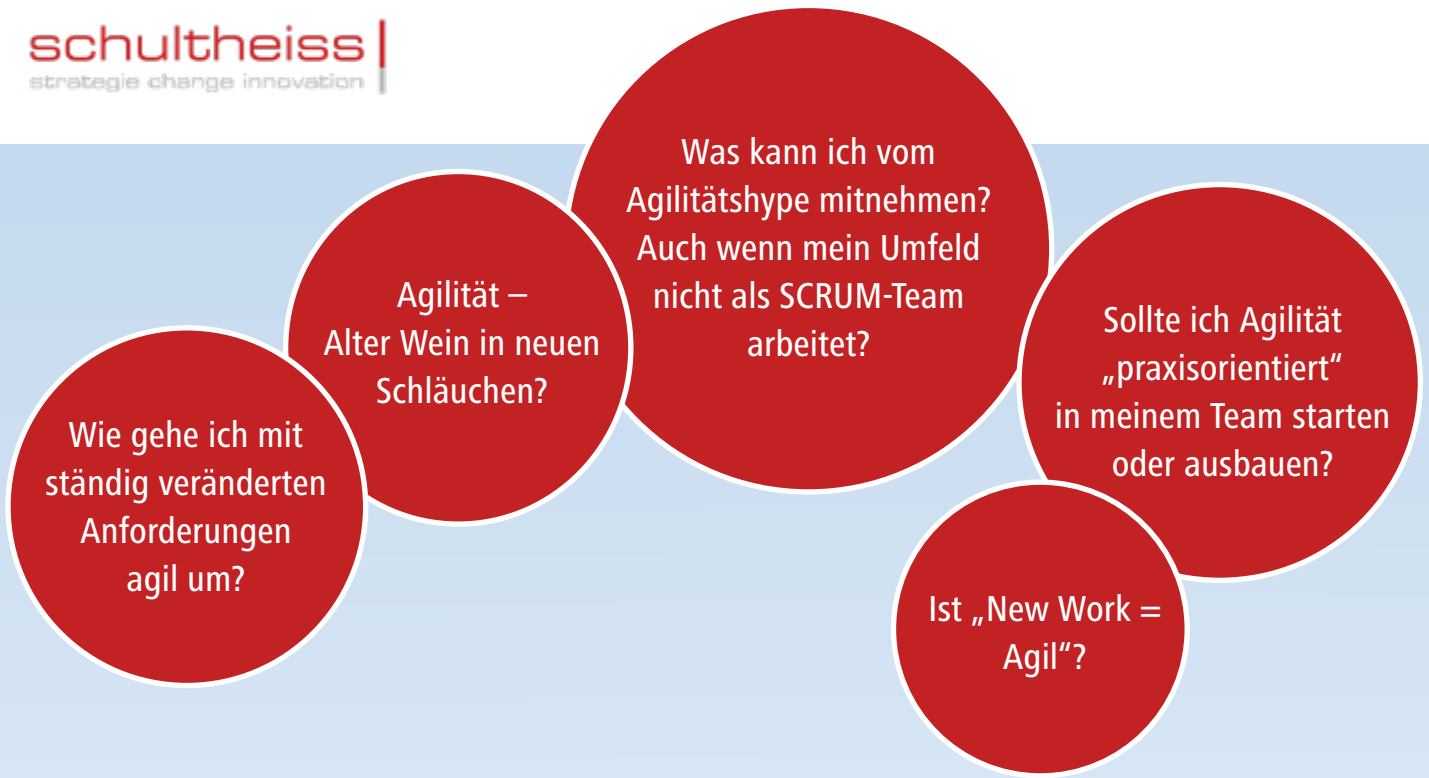 schultheiss
strategie change innovation
Wie gehe ich mit
ständig veränderten
Anforderungen
agil um?
Agilität –
Alter Wein in neuen
Schläuchen?
Was kann ich vom
Agilitätshype mitnehmen?
Auch wenn mein Umfeld
nicht als SCRUM-Team
arbeitet?
Sollte ich Agilität
„praxisorientiert“
in meinem Team starten
oder ausbauen?
Ist „New Work =
Agil“?